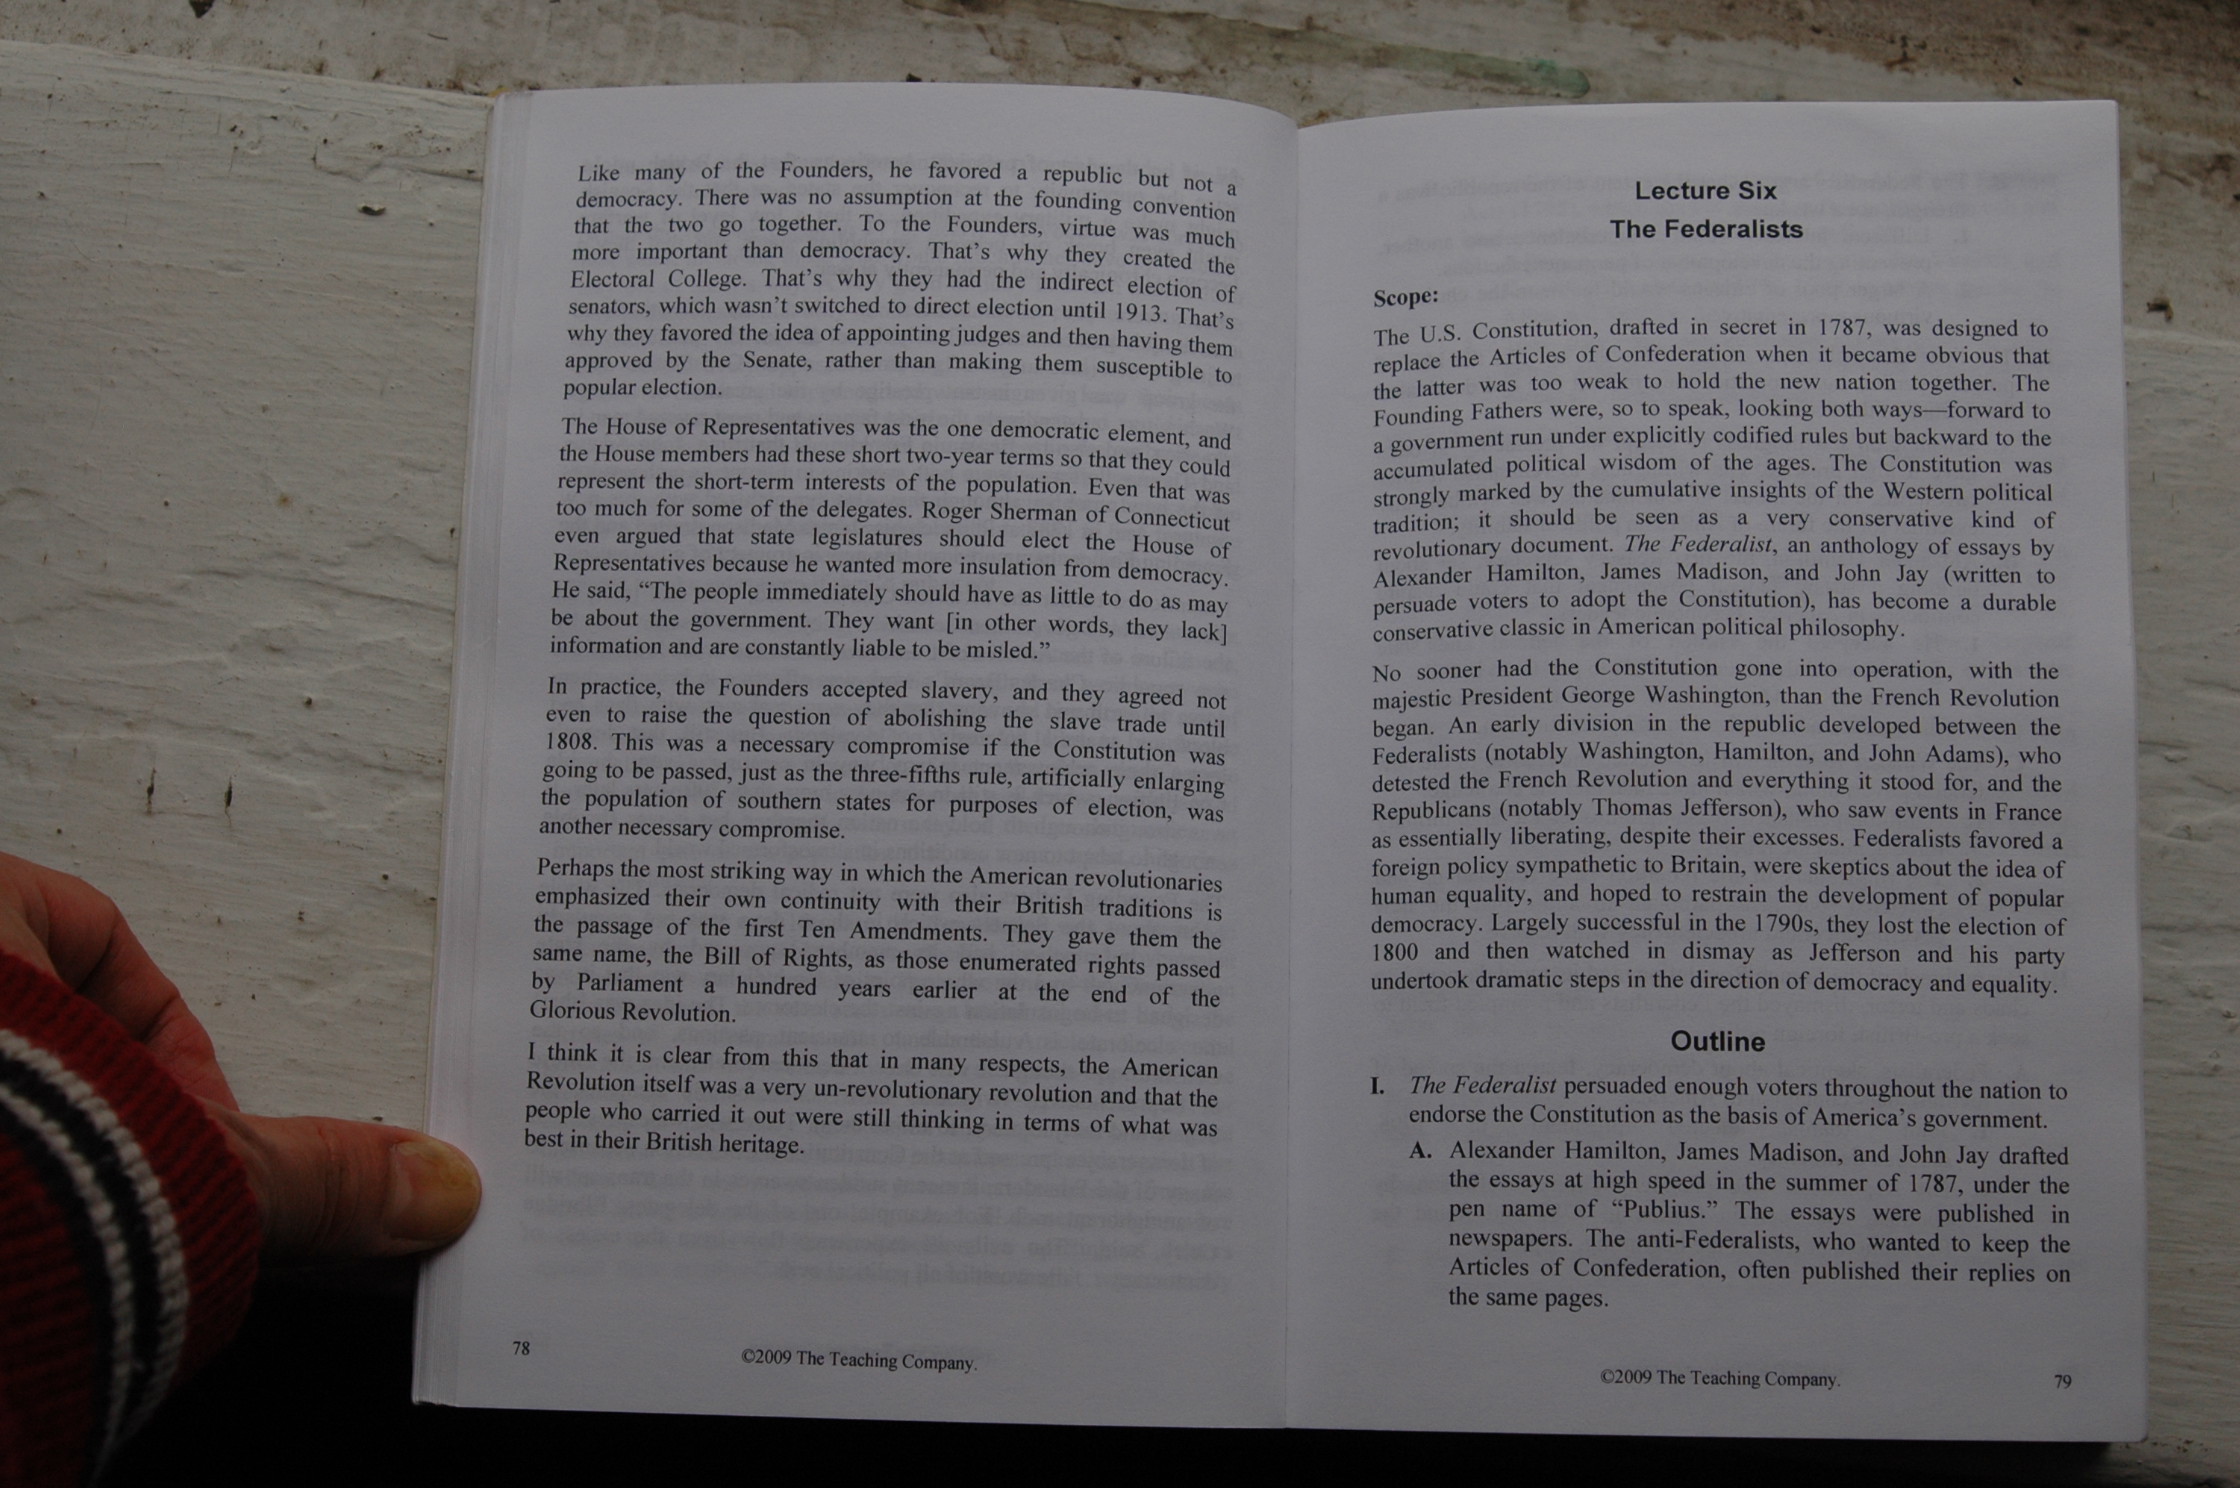 Like many of the Founders, he favored a republic but not a
democracy. There was no assumption at the founding convention
that the two go together. To the Founders, virtue was much
more important than democracy. That's why they created the
Electoral College. That's why they had the indirect election of
senators, which wasn't switched to direct election until 1913. That's
why they favored the idea of appointing judges and then having them
approved by the Senate, rather than making them susceptible to
popular election.
The House of Representatives was the one democratic element, and
the House members had these short two-year terms so that they could
represent the short-term interests of the population. Even that was
too much for some of the delegates. Roger Sherman of Connecticut
even argued that state legislatures should elect the House of
Representatives because he wanted more insulation from democracy.
He said, “The people immediately should have as little to do as may
be about the government. They want [in other words, they lack]
information and are constantly liable to be misled.”
In practice, the Founders accepted slavery, and they agreed not
even to raise the question of abolishing the slave trade until
1808. This was a necessary compromise if the Constitution was
going to be passed, just as the three-fifths rule, artificially enlarging
the population of southern states for purposes of election, was
another necessary compromise.
Perhaps the most striking way in which the American revolutionaries
emphasized their own continuity with their British traditions is
the passage of the first Ten Amendments. They gave them the
same name, the Bill of Rights, as those enumerated rights passed
by Parliament a hundred years earlier at the end of the
Glorious Revolution.
I think it is clear from this that in many respects, the American
Revolution itself was a very un-revolutionary revolution and that the
people who carried it out were still thinking in terms of what was
best in their British heritage.
78
©2009 The Teaching Company.
Lecture Six
The Federalists
Scope:
The U.S. Constitution, drafted in secret in 1787, was designed to
replace the Articles of Confederation when it became obvious that
the latter was too weak to hold the new nation together. The
Founding Fathers were, so to speak, looking both ways—forward to
a government run under explicitly codified rules but backward to the
accumulated political wisdom of the ages. The Constitution was
strongly marked by the cumulative insights of the Western political
tradition; it should be seen as a very conservative kind of
revolutionary document. The Federalist, an anthology of essays by
Alexander Hamilton, James Madison, and John Jay (written to
persuade voters to adopt the Constitution), has become a durable
conservative classic in American political philosophy.
No sooner had the Constitution gone into operation, with the
majestic President George Washington, than the French Revolution
began. An early division in the republic developed between the
Federalists (notably Washington, Hamilton, and John Adams), who
detested the French Revolution and everything it stood for, and the
Republicans (notably Thomas Jefferson), who saw events in France
as essentially liberating, despite their excesses. Federalists favored a
foreign policy sympathetic to Britain, were skeptics about the idea of
human equality, and hoped to restrain the development of popular
democracy. Largely successful in the 1790s, they lost the election of
1800 and then watched in dismay as Jefferson and his party
undertook dramatic steps in the direction of democracy and equality.
Outline
I. The Federalist persuaded enough voters throughout the nation to
endorse the Constitution as the basis of America's government.
A. Alexander Hamilton, James Madison, and John Jay drafted
the essays at high speed in the summer of 1787, under the
pen name of “Publius.” The essays were published in
newspapers. The anti-Federalists, who wanted to keep the
Articles of Confederation, often published their replies on
the same pages.
©2009 The Teaching Company.
79